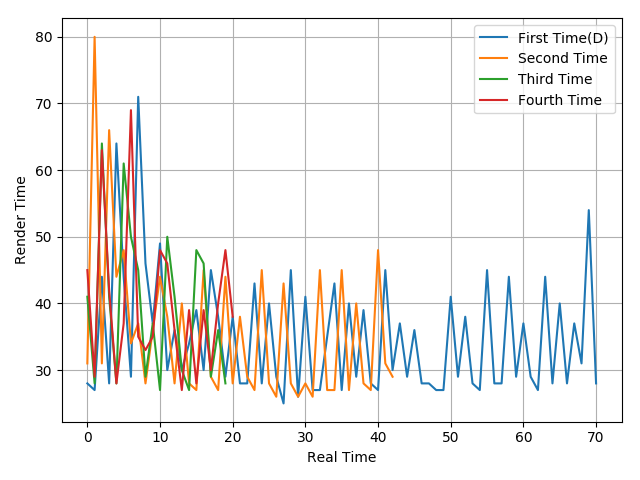 First Time(D)
Second Time
Third Time
Fourth Time
80
70
60
50
40
30
Render Time
0 10 20 30 40 50 60 70
Real Time